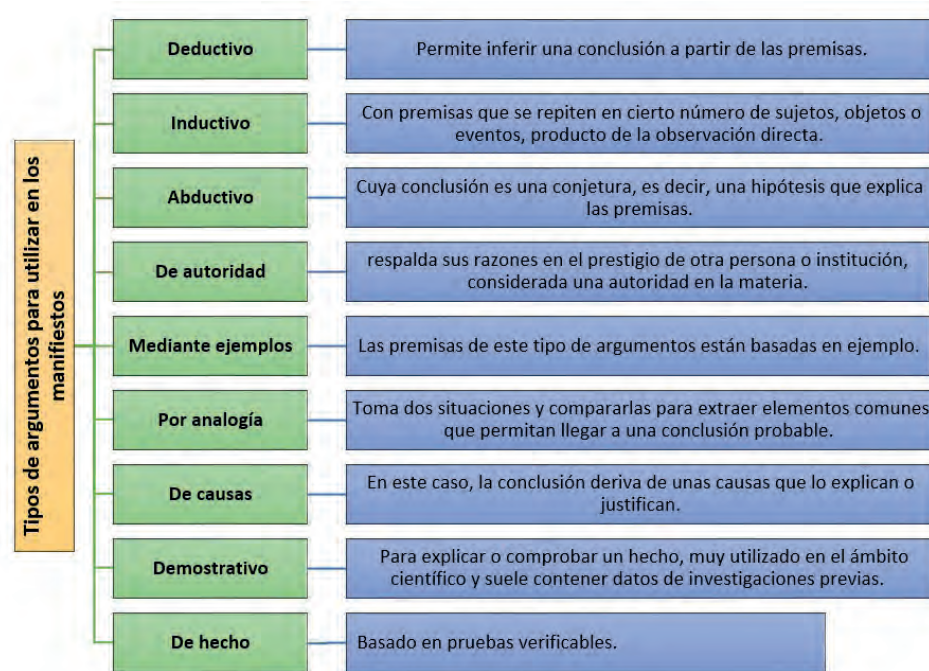 Tipos de argumentos para utilizar en los
manifiestos
Deductivo
Permite inferir una conclusión a partir de las premisas.
Inductivo
Con premisas que se repiten en cierto número de sujetos, objetos o
eventos, producto de la observación directa.
Abductivo
Cuya conclusión es una conjetura, es decir, una hipótesis que explica
las premisas.
De autoridad
respalda sus razones en el prestigio de otra persona o institución,
considerada una autoridad en la materia.
Mediante ejemplos
Las premisas de este tipo de argumentos están basadas en ejemplo.
Por analogía
Toma dos situaciones y compararlas para extraer elementos comunes
que permitan llegar a una conclusión probable.
De causas
En este caso, la conclusión deriva de unas causas que lo explican o
justifican.
Demostrativo
Para explicar o comprobar un hecho, muy utilizado en el ámbito
científico y suele contener datos de investigaciones previas.
De hecho
Basado en pruebas verificables.